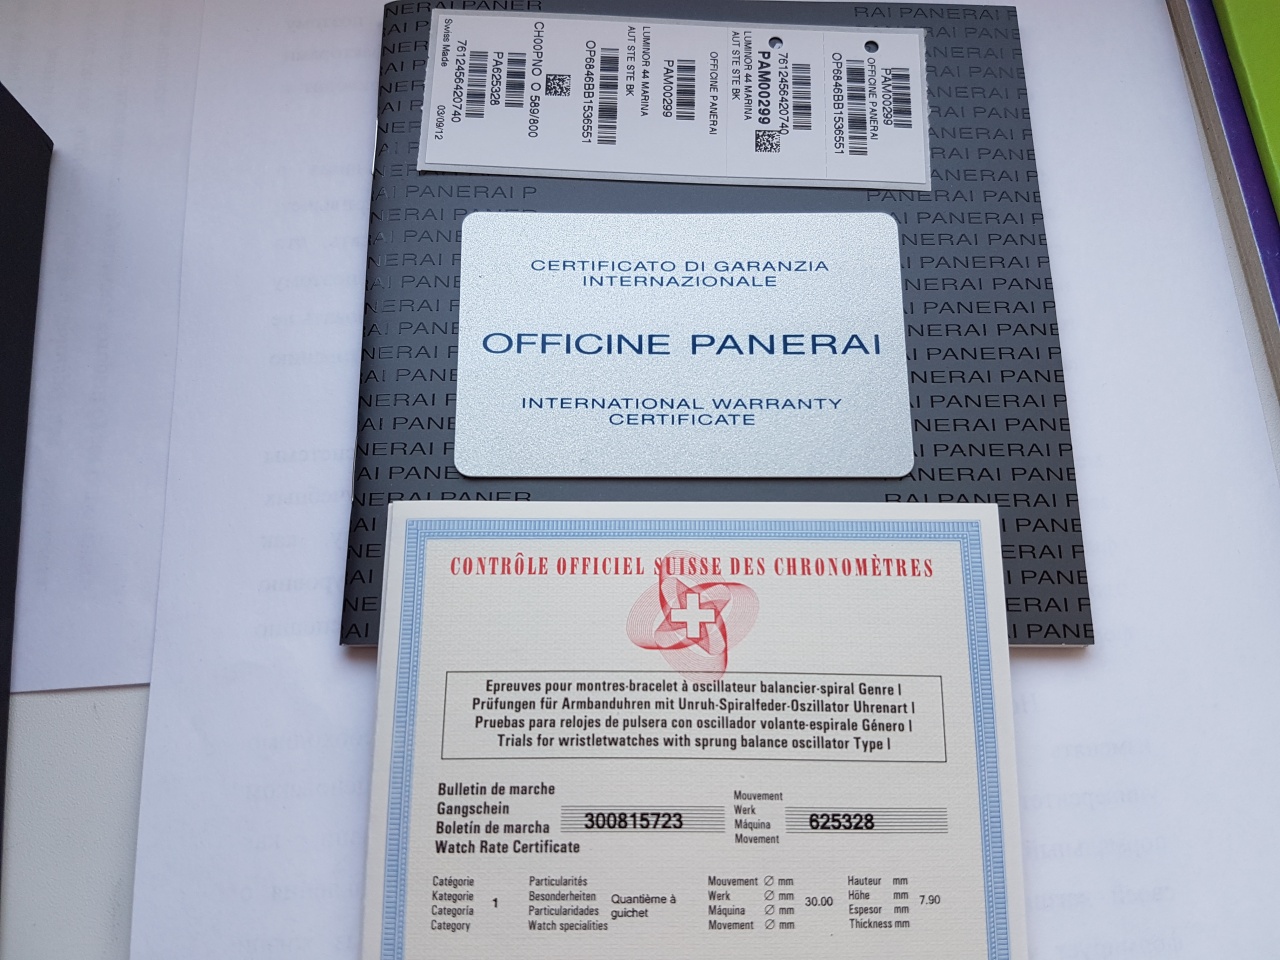 Swiss Made
7612456420740
03/09/12
PA625328
CH00PNO O 589/800
OP6846BB1536551
LUMINOR 44 MARINA
AUT STE STE BK
PAM00299
OFFICINE PANERAI
LUMINOR 44 MARINA
AUT STE STE BK
PAM00299
7612456420740
OP6846BB1536551
OFFICINE PANERAI
PAM00299
CERTIFICATO DI GARANZIA
INTERNAZIONALE
OFFICINE PANERAI
INTERNATIONAL WARRANTY
CERTIFICATE
CONTRÔLE OFFICIEL SUISSE DES CHRONOMÈTRES
Epreuves pour montres-bracelet à oscillateur balancier-spiral Genre I
Prüfungen für Armbanduhren mit Unruh-Spiralfeder-Oszillator Uhrenart I
Pruebas para relojes de pulsera con oscillador volante-espirale Género I
Trials for wristletwatches with sprung balance oscillator Type I
Bulletin de marche
Gangschein
Boletín de marcha
Watch Rate Certificate
300815723
Mouvement
Werk
Máquina
Movement
625328
Catégorie
Kategorie
Categoria
Category
1
Particularités
Besonderheiten
Particularidades
Watch specialities
Quantième à
guichet
Mouvement ∅ mm
Werk ∅ mm
Máquina ∅ mm
Movement ∅ mm
30.00
Hauteur mm
Höhe mm
Espesor mm
Thickness mm
7.90